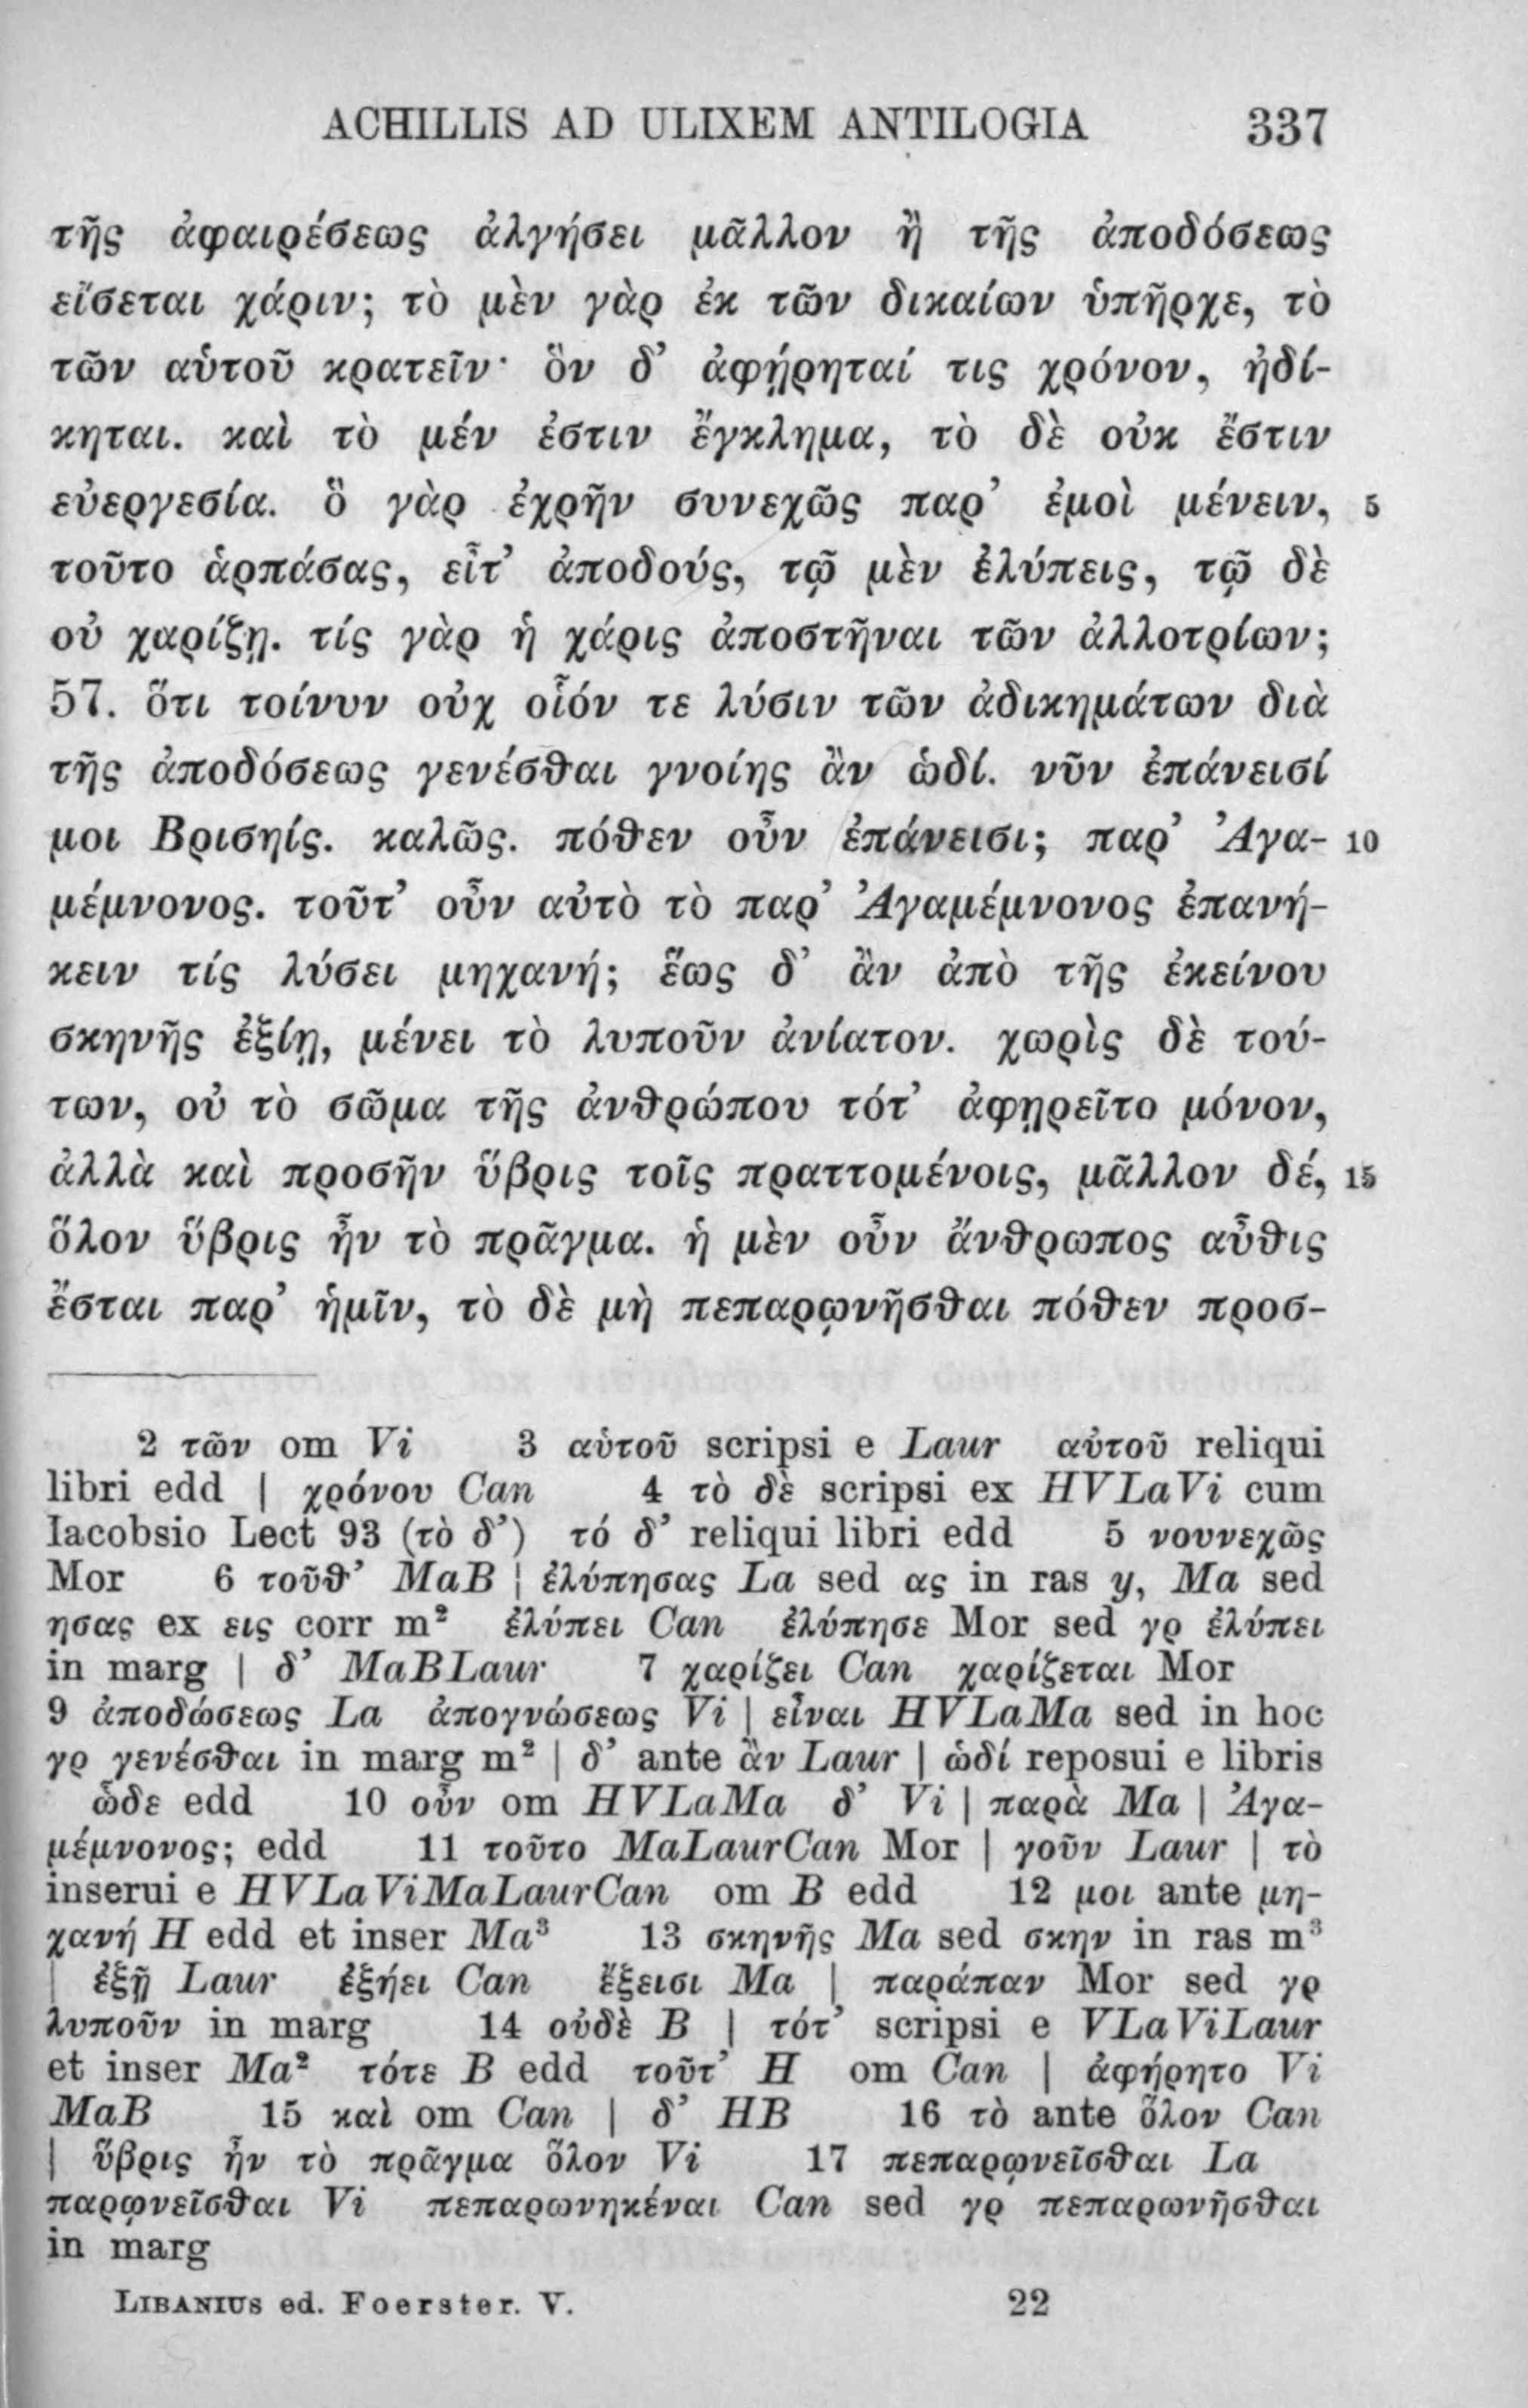 ACHILLIS AD ULIXEM ANTILOGIA 337
τῆς ἀφαιρέσεως ἀλγήσει μᾶλλον ἢ τῆς ἀποδόσεως
εἴσεται χάριν; τὸ μὲν γὰρ ἐκ τῶν δικαίων ὑπῆρχε, τὸ
τῶν αὑτοῦ κρατεῖν· ὃν δ’ ἀφῄρηταί τις χρόνον, ἠδί-
κηται. καὶ τὸ μέν ἐστιν ἔγκλημα, τὸ δὲ οὐκ ἔστιν
εὐεργεσία. ὃ γὰρ ἐχρῆν συνεχῶς παρ’ ἐμοὶ μένειν, 5
τοῦτο ἁρπάσας, εἶτ’ ἀποδούς, τῷ μὲν ἐλύπεις, τῷ δὲ
οὐ χαρίζῃ. τίς γὰρ ἡ χάρις ἀποστῆναι τῶν ἀλλοτρίων;
57. ὅτι τοίνυν οὐχ οἷόν τε λύσιν τῶν ἀδικημάτων διὰ
τῆς ἀποδόσεως γενέσθαι γνοίης ἂν ὡδί. νῦν ἐπάνεισί
μοι Βρισηίς. καλῶς. πόθεν οὖν ἐπάνεισι; παρ’ Ἀγα- 10
μέμνονος. τοῦτ’ οὖν αὐτὸ τὸ παρ’ Ἀγαμέμνονος ἐπανή-
κειν τίς λύσει μηχανή; ἕως δ’ ἂν ἀπὸ τῆς ἐκείνου
σκηνῆς ἐξίῃ, μένει τὸ λυποῦν ἀνίατον. χωρὶς δὲ τού-
των, οὐ τὸ σῶμα τῆς ἀνθρώπου τότ’ ἀφῃρεῖτο μόνον,
ἀλλὰ καὶ προσῆν ὕβρις τοῖς πραττομένοις, μᾶλλον δέ, 15
ὅλον ὕβρις ἦν τὸ πρᾶγμα. ἡ μὲν οὖν ἄνθρωπος αὖθις
ἔσται παρ’ ἡμῖν, τὸ δὲ μὴ πεπαρῳνῆσθαι πόθεν προσ-
2 τῶν om Vi 3 αὑτοῦ scripsi e Laur αὐτοῦ reliqui
libri edd | χρόνου Can 4 τὸ δὲ scripsi ex HVLaVi cum
Iacobsio Lect 93 (τὸ δ’) τό δ’ reliqui libri edd 5 νουνεχῶς
Mor 6 τοῦθ’ MaB | ἐλύπησας La sed ας in ras y, Ma sed
ησας ex εις corr m² ἐλύπει Can ἐλύπησε Mor sed γρ ἐλύπει
in marg | δ’ MaBLaur 7 χαρίζει Can χαρίζεται Mor
9 ἀποδώσεως La ἀπογνώσεως Vi | εἶναι HVLaMa sed in hoc
γρ γενέσθαι in marg m² | δ’ ante ἂν Laur | ὡδί reposui e libris
ὧδε edd 10 οὖν om HVLaMa δ’ Vi | παρὰ Ma | Ἀγα-
μέμνονος; edd 11 τοῦτο MaLaurCan Mor | γοῦν Laur | τὸ
inserui e HVLaViMaLaurCan om B edd 12 μοι ante μη-
χανή H edd et inser Ma³ 13 σκηνῆς Ma sed σκην in ras m³
| ἐξῇ Laur ἐξήει Can ἔξεισι Ma | παράπαν Mor sed γρ
λυποῦν in marg 14 οὐδὲ B | τότ’ scripsi e VLaViLaur
et inser Ma² τότε B edd τοῦτ’ H om Can | ἀφήρητο Vi
MaB 15 καὶ om Can | δ’ HB 16 τὸ ante ὅλον Can
| ὕβρις ἦν τὸ πρᾶγμα ὅλον Vi 17 πεπαρῳνεῖσθαι La
παρῳνεῖσθαι Vi πεπαρωνηκέναι Can sed γρ πεπαρωνῆσθαι
in marg
LIBANIUS ed. Foerster. V. 22